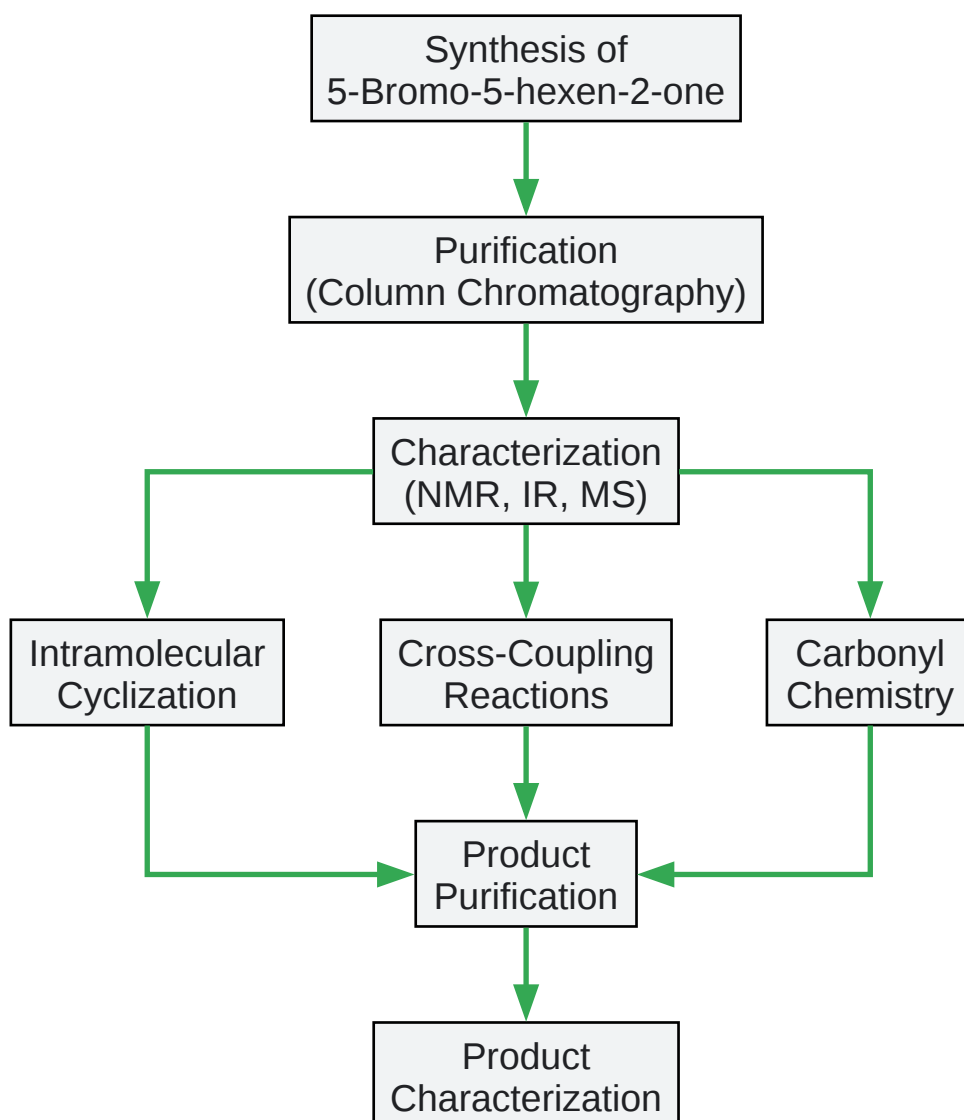 Synthesis of
5-Bromo-5-hexen-2-one
Purification
(Column Chromatography)
Characterization
(NMR, IR, MS)
Intramolecular
Cyclization
Cross-Coupling
Reactions
Carbonyl
Chemistry
Product
Purification
Product
Characterization